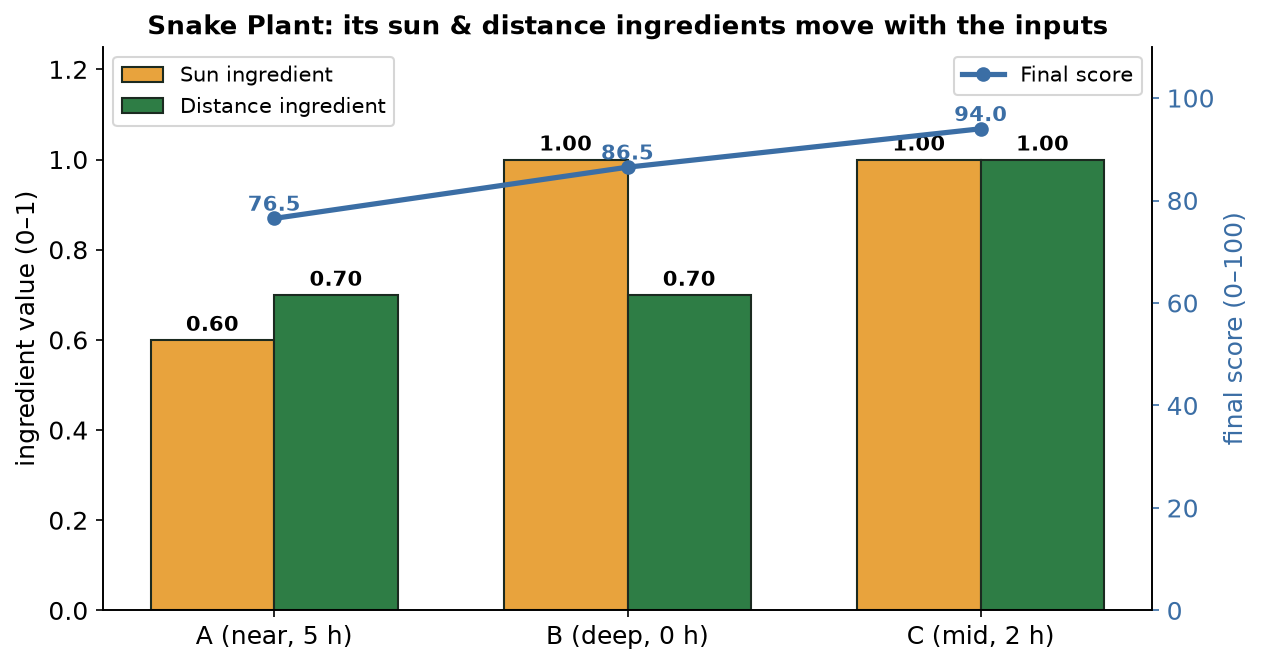 Snake Plant: its sun & distance ingredients move with the inputs
Sun ingredient
Distance ingredient
Final score
ingredient value (0–1)
1.2
1.0
0.8
0.6
0.4
0.2
0.0
0.60
0.70
76.5
1.00
86.5
0.70
1.00
94.0
1.00
100
80
60
40
20
0
final score (0–100)
A (near, 5 h)
B (deep, 0 h)
C (mid, 2 h)